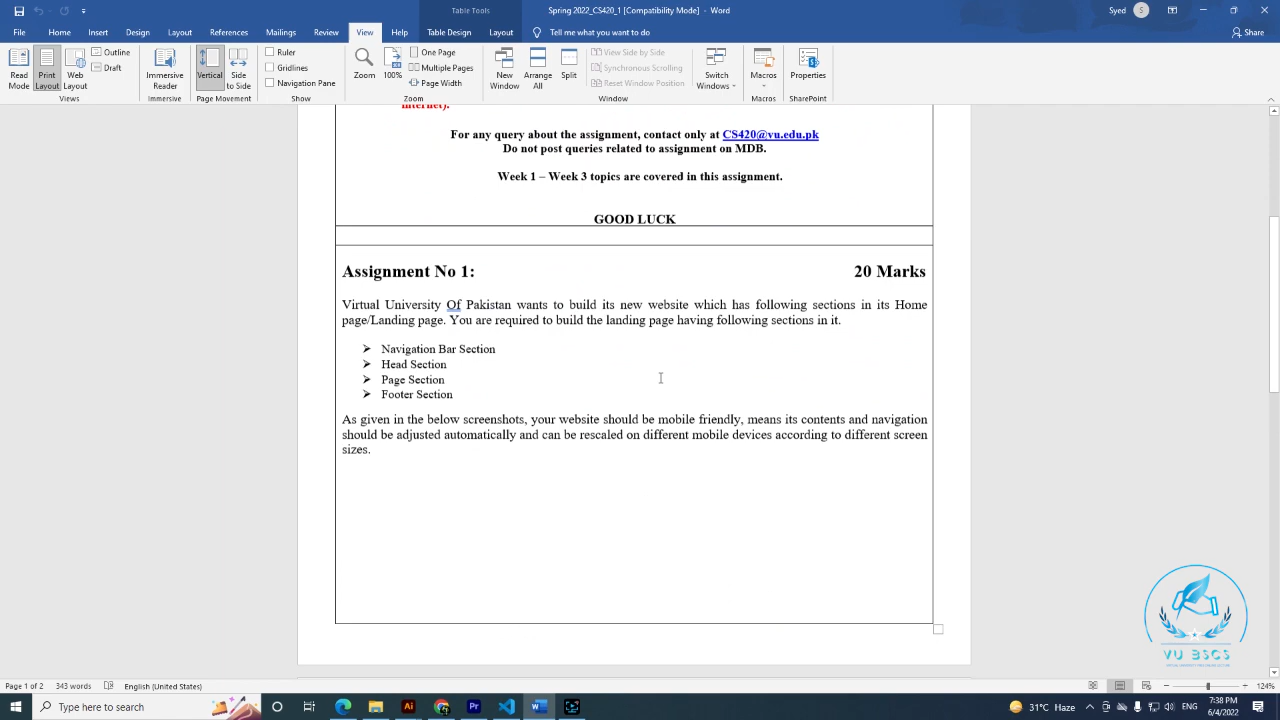 Spring 2022_CS420_1 (CS422_Mod2_1) - Word
Syed
File Home Insert Design Layout References Mailings Review View Help Table Design Layout Tell me what you want to do Share
Outline Ruler One Page View Side by Side
Draft Gridlines Multiple Pages Synchronous Scrolling
Navigation Pane Page Width Reset Window Position
Read Mode Print Layout Web Layout Immersive Reader Vertical Side to Side Zoom 100% New Window Arrange All Split Switch Windows Macros Properties
Views Immersive Page Movement Show Zoom Window Macros SharePoint
internet).
For any query about the assignment, contact only at CS420@vu.edu.pk
Do not post queries related to assignment on MDB.
Week 1 – Week 3 topics are covered in this assignment.
GOOD LUCK
Assignment No 1: 20 Marks
Virtual University Of Pakistan wants to build its new website which has following sections in its Home
page/Landing page. You are required to build the landing page having following sections in it.
➢ Navigation Bar Section
➢ Head Section
➢ Page Section
➢ Footer Section
As given in the below screenshots, your website should be mobile friendly, means its contents and navigation
should be adjusted automatically and can be rescaled on different mobile devices according to different screen
sizes.
VU BSCS
Page 1 of 2 343 words English (United States) 124%
Type here to search 31°C Haze 7:38 PM
6/4/2022